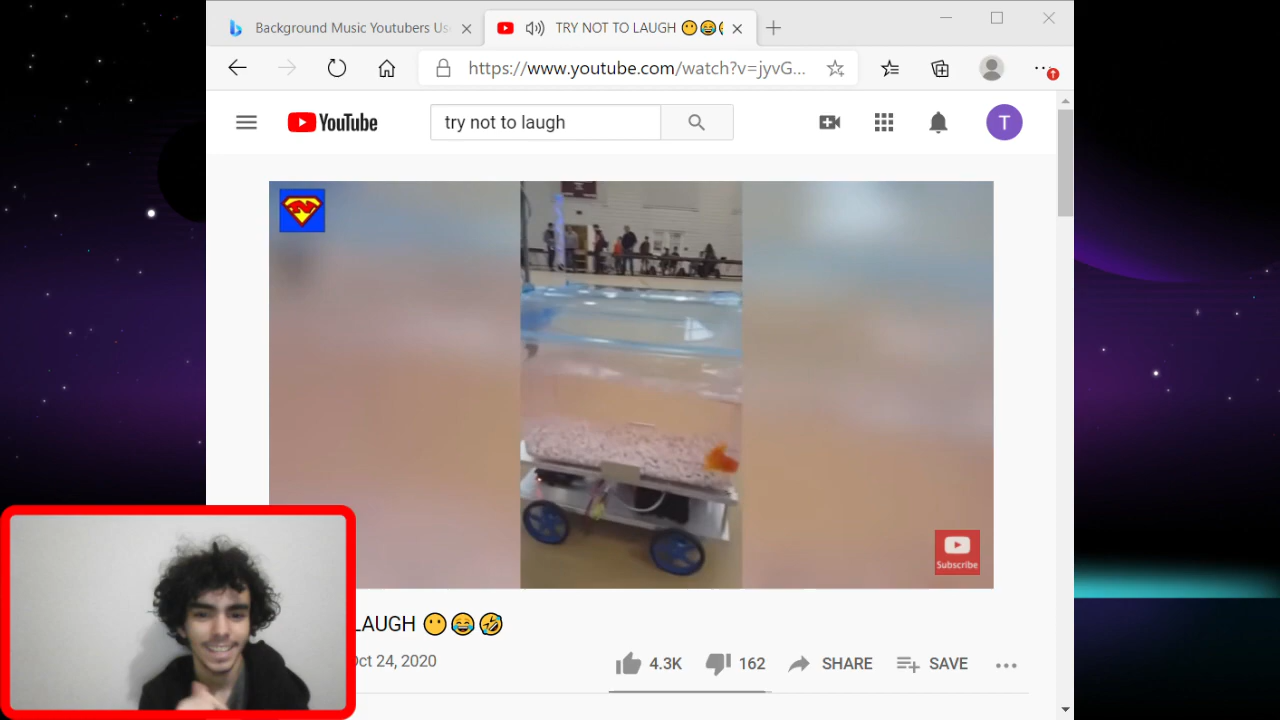 Background Music Youtubers Us
TRY NOT TO LAUGH 😶😂
https://www.youtube.com/watch?v=jyvG...
YouTube
try not to laugh
T
N
Subscribe
LAUGH 😶😂🤣
Oct 24, 2020
4.3K
162
SHARE
SAVE